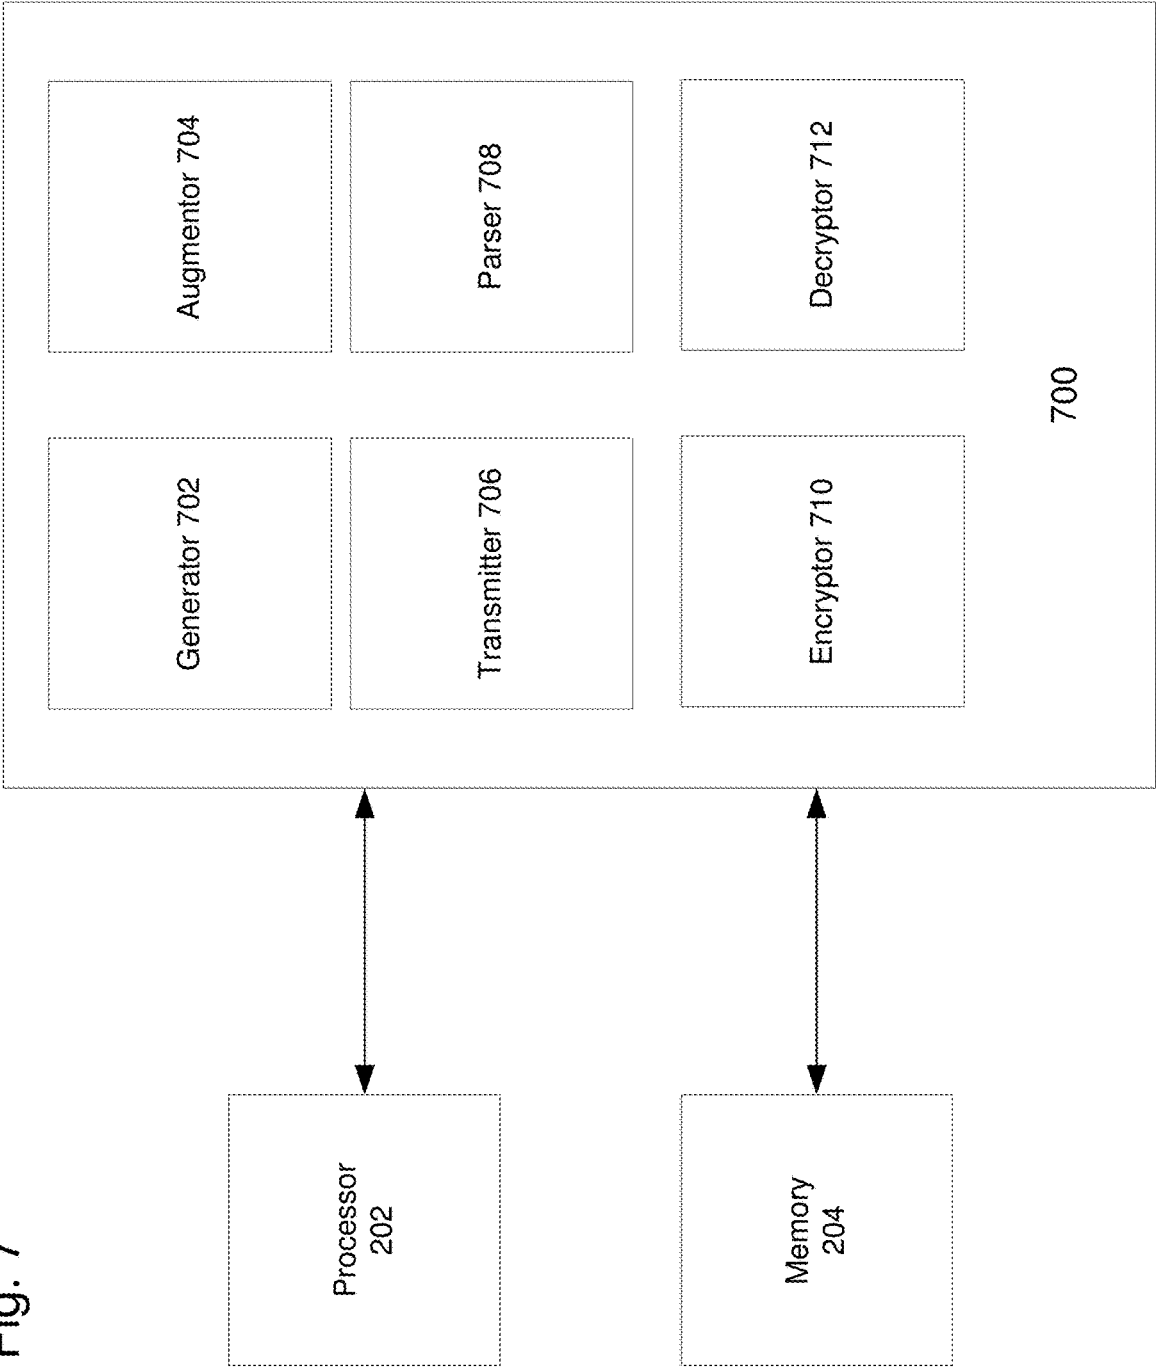 Fig. 7
Processor
202
Memory
204
Generator 702
Augmentor 704
Transmitter 706
Parser 708
Encryptor 710
Decryptor 712
700